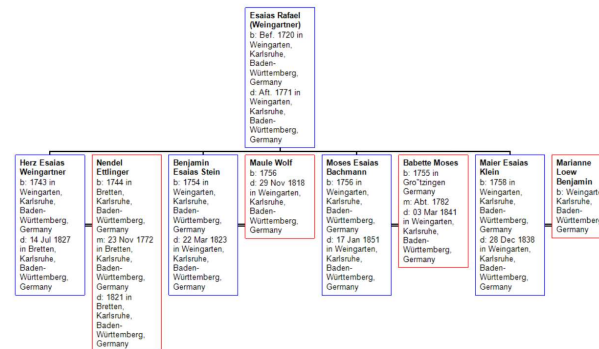 Esaias Rafael
(Weingartner)
b: Bef. 1720 in
Weingarten,
Karlsruhe,
Baden-
Württemberg,
Germany
d: Aft. 1771 in
Weingarten,
Karlsruhe,
Baden-
Württemberg,
Germany
Herz Esaias
Weingartner
b: 1743 in
Weingarten,
Karlsruhe,
Baden-
Württemberg,
Germany
d: 14 Jul 1827
in Bretten,
Karlsruhe,
Baden-
Württemberg,
Germany
Nendel
Ettlinger
b: 1744 in
Bretten,
Karlsruhe,
Baden-
Württemberg,
Germany
m: 23 Nov 1772
in Bretten,
Karlsruhe,
Baden-
Württemberg,
Germany
d: 1821 in
Bretten,
Karlsruhe,
Baden-
Württemberg,
Germany
Benjamin
Esaias Stein
b: 1754 in
Weingarten,
Karlsruhe,
Baden-
Württemberg,
Germany
d: 22 Mar 1823
in Weingarten,
Karlsruhe,
Baden-
Württemberg,
Germany
Maule Wolf
b: 1756
d: 29 Nov 1818
in Weingarten,
Karlsruhe,
Baden-
Württemberg,
Germany
Moses Esaias
Bachmann
b: 1756 in
Weingarten,
Karlsruhe,
Baden-
Württemberg,
Germany
d: 17 Jan 1851
in Weingarten,
Karlsruhe,
Baden-
Württemberg,
Germany
Babette Moses
b: 1755 in
Gro"tzingen
Germany
m: Abt. 1782
d: 03 Mar 1841
in Weingarten,
Karlsruhe,
Baden-
Württemberg,
Germany
Maier Esaias
Klein
b: 1758 in
Weingarten,
Karlsruhe,
Baden-
Württemberg,
Germany
d: 28 Dec 1838
in Weingarten,
Karlsruhe,
Baden-
Württemberg,
Germany
Marianne
Loew
Benjamin
b: Weingarte
Karlsruhe,
Baden-
Württemberg,
Germany